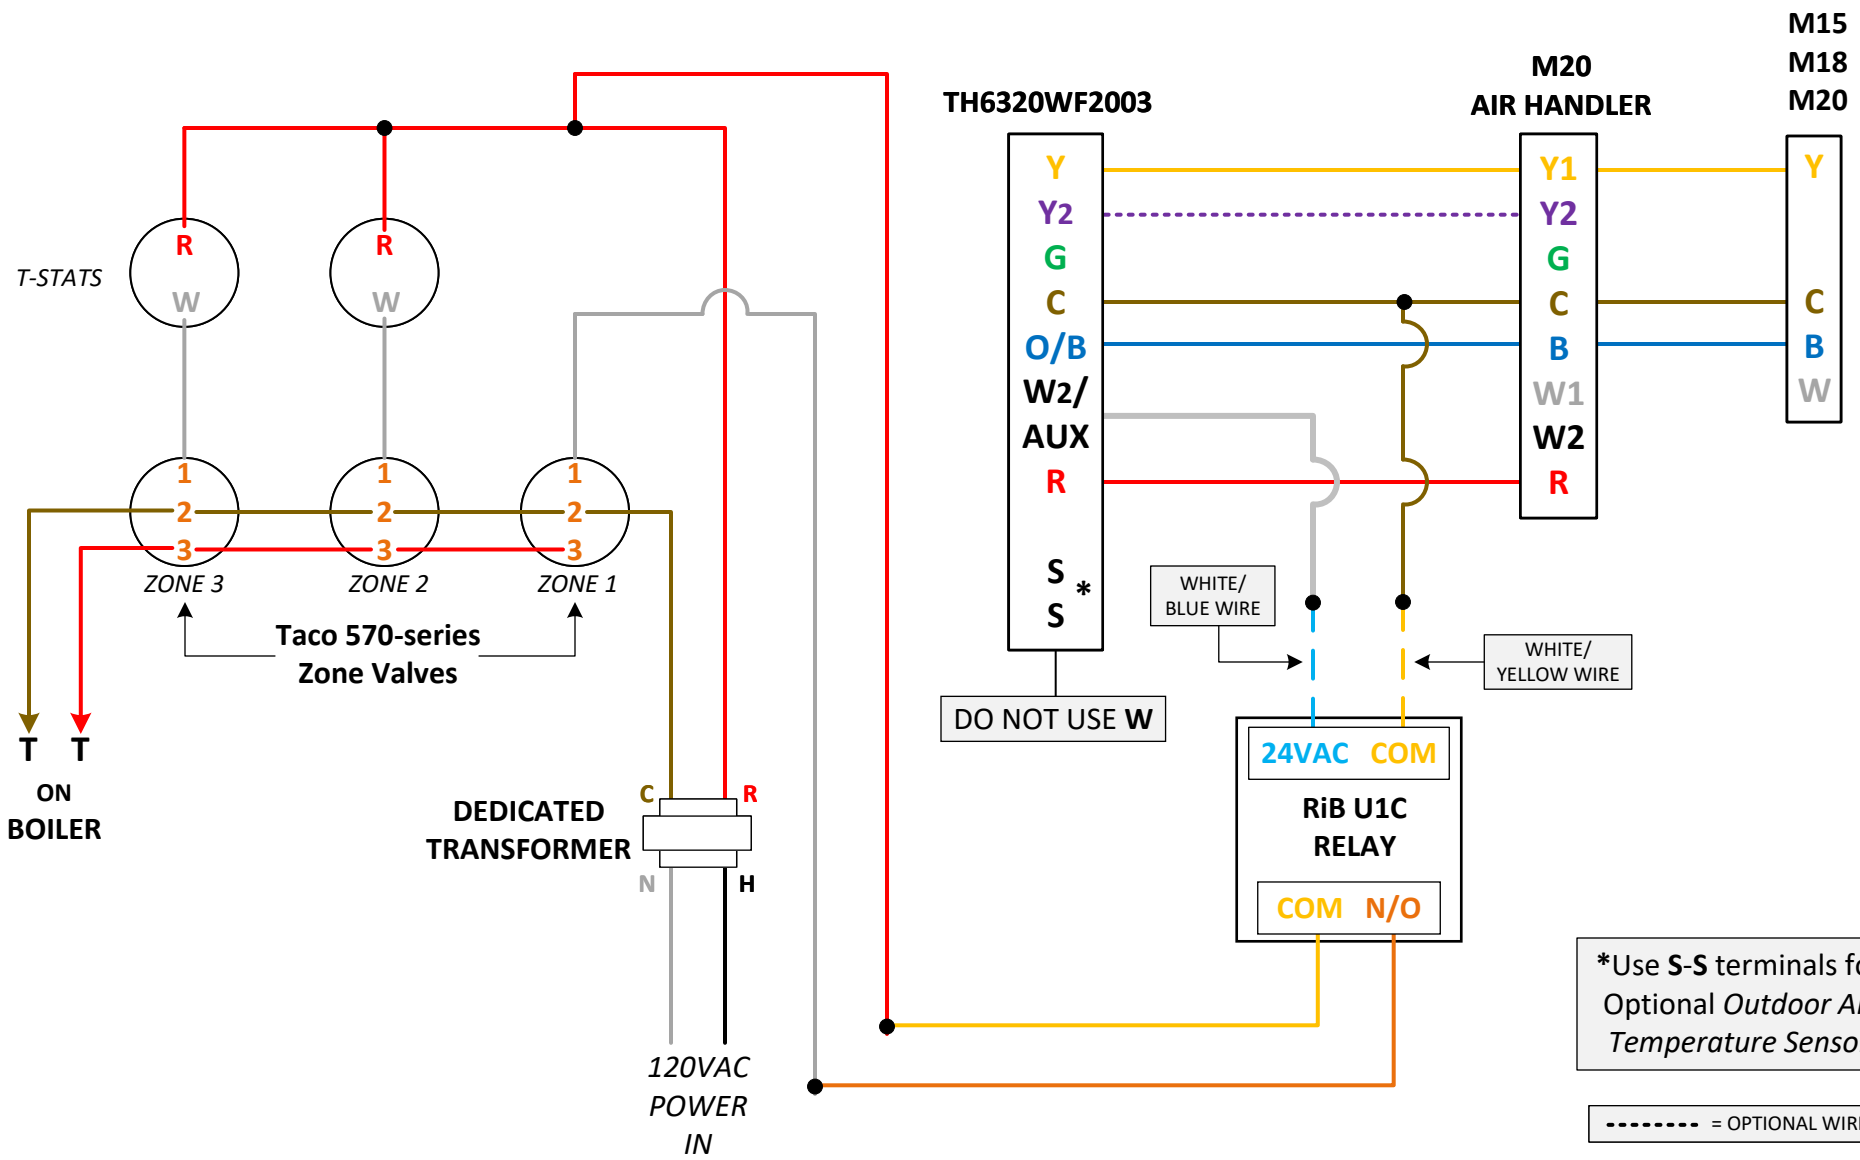 M15
M18
M20
M20
AIR HANDLER
TH6320WF2003
Y
Y2
G
C
O/B
W2/
AUX
R
S
*
S
DO NOT USE W
Y1
Y2
G
C
B
W1
W2
R
Y
C
B
W
T-STATS
R
W
R
W
1
2
3
1
2
3
1
2
3
ZONE 3
ZONE 2
ZONE 1
Taco 570-series
Zone Valves
T T
ON
BOILER
C
R
DEDICATED
TRANSFORMER
N
H
120VAC
POWER
IN
WHITE/
BLUE WIRE
WHITE/
YELLOW WIRE
24VAC COM
RiB U1C
RELAY
COM N/O
*Use S-S terminals
Optional Outdoor
Temperature
= OPTIONAL